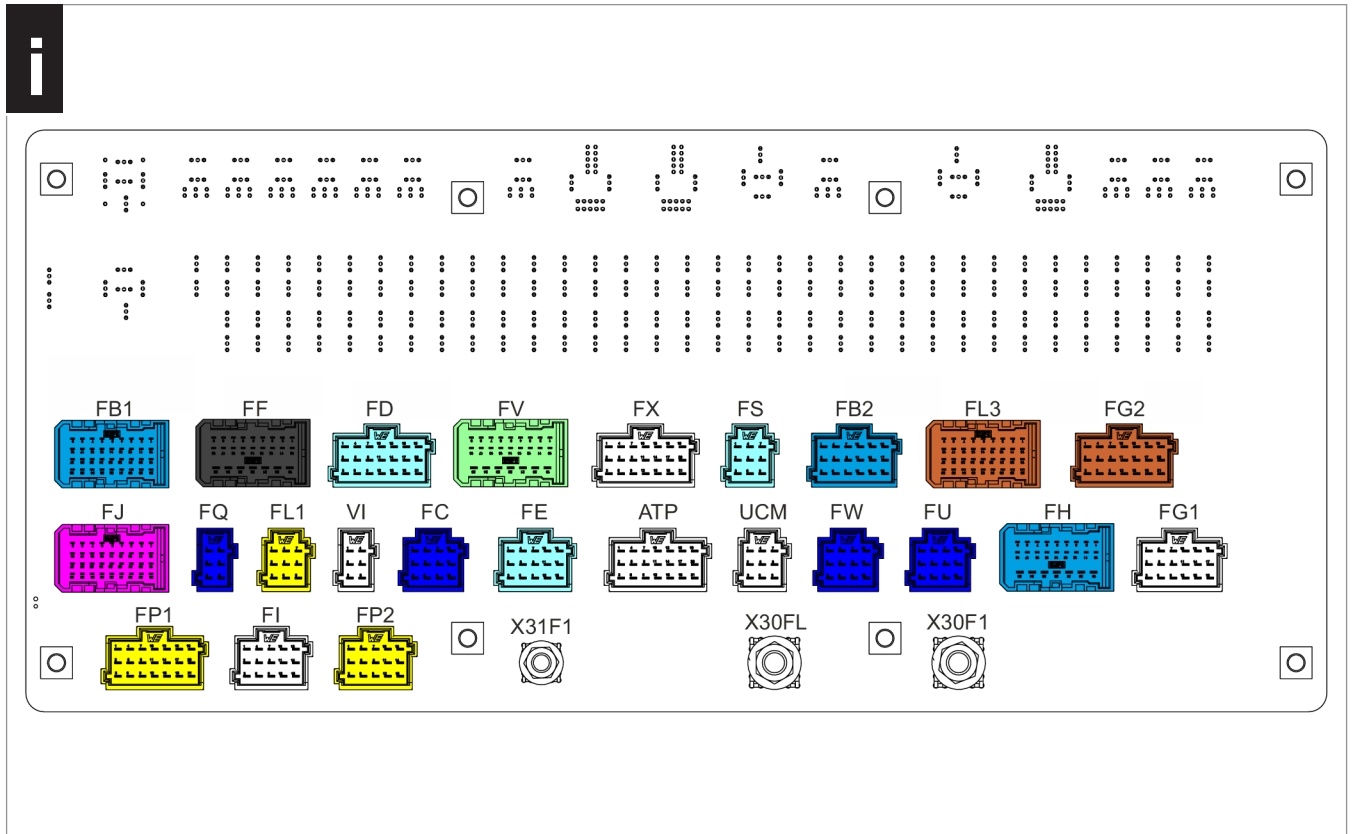 i
FB1 FF FD FV FX FS FB2 FL3 FG2
FJ FQ FL1 VI FC FE ATP UCM FW FU FH FG1
FP1 FI FP2 X31F1 X30FL X30F1